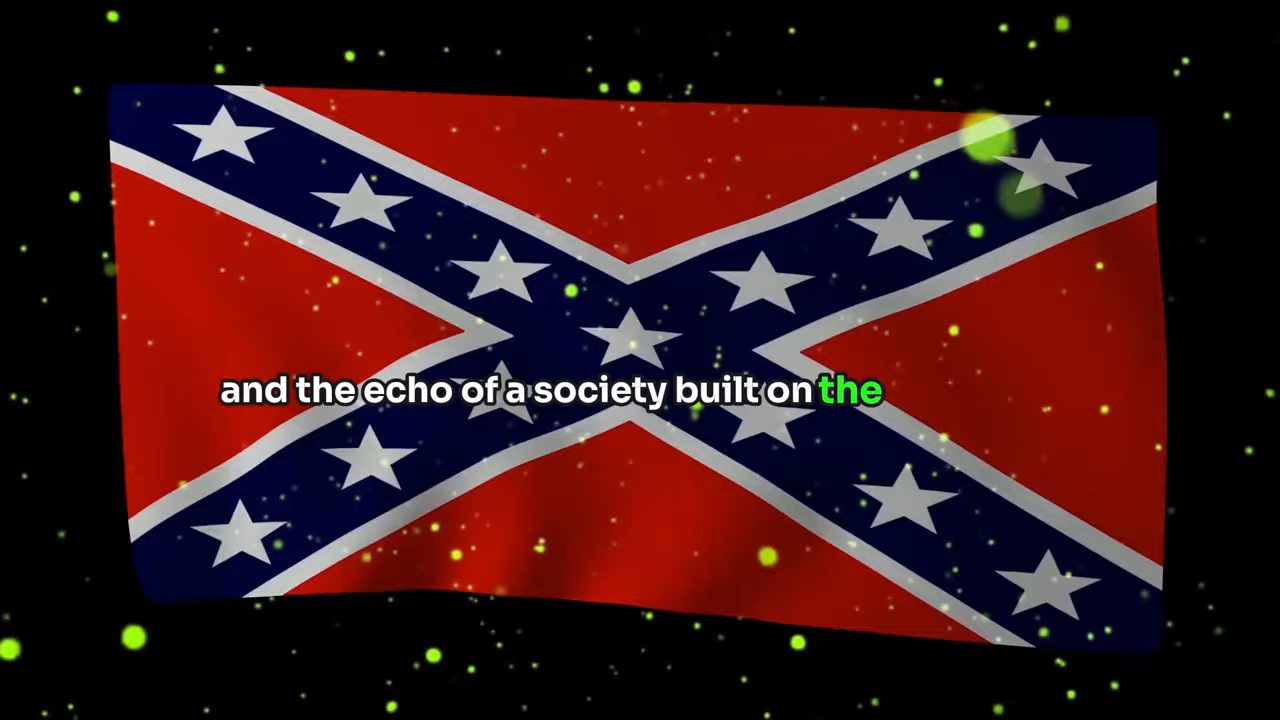 and the echo of a society built on the